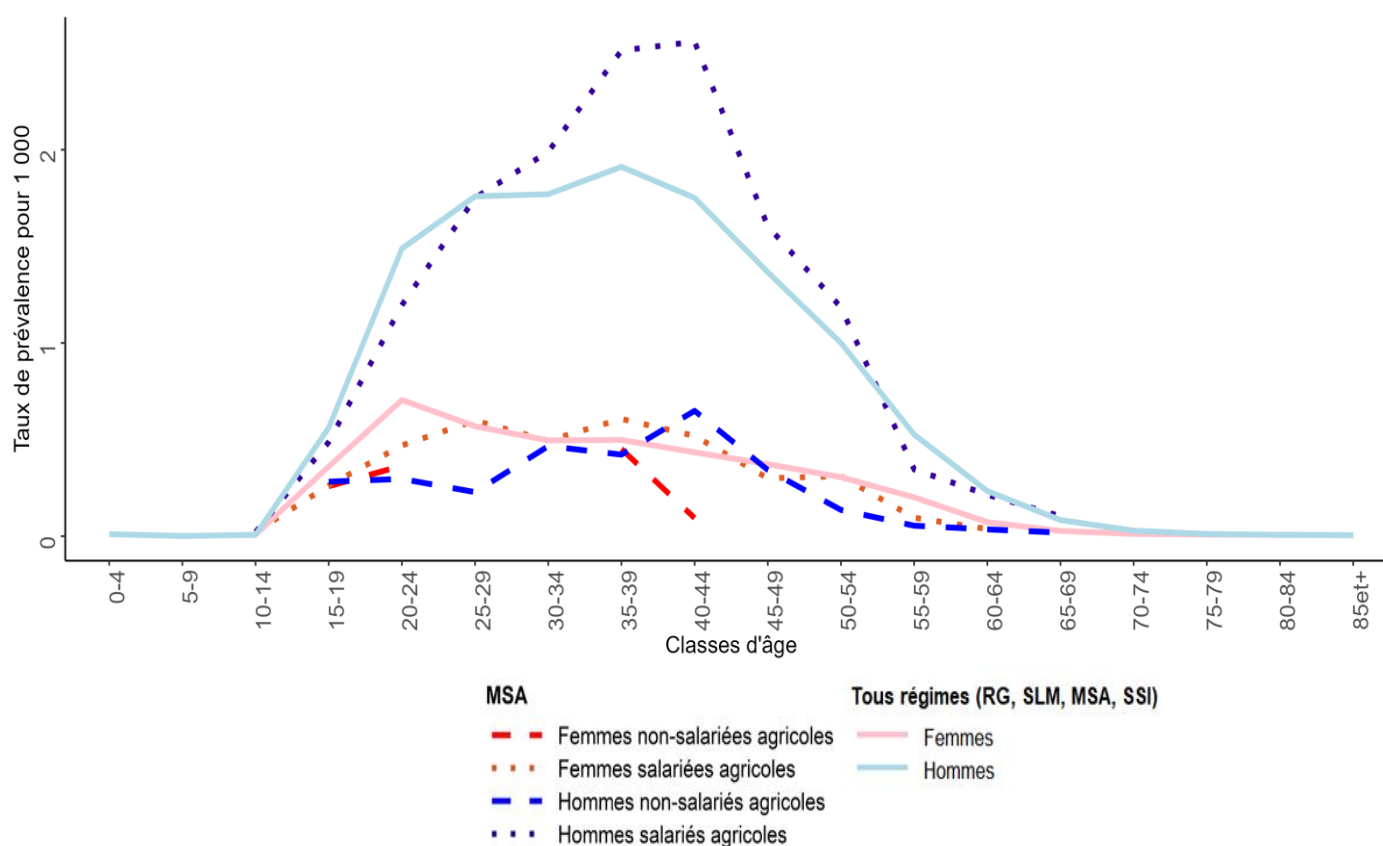 Taux de prévalence pour 1 000
2
1
0
0-4
5-9
10-14
15-19
20-24
25-29
30-34
35-39
40-44
45-49
50-54
55-59
60-64
65-69
70-74
75-79
80-84
85et+
Classes d'âge
MSA
Femmes non-salariées agricoles
Femmes salariées agricoles
Hommes non-salariés agricoles
Hommes salariés agricoles
Tous régimes (RG, SLM, MSA, SSI)
Femmes
Hommes